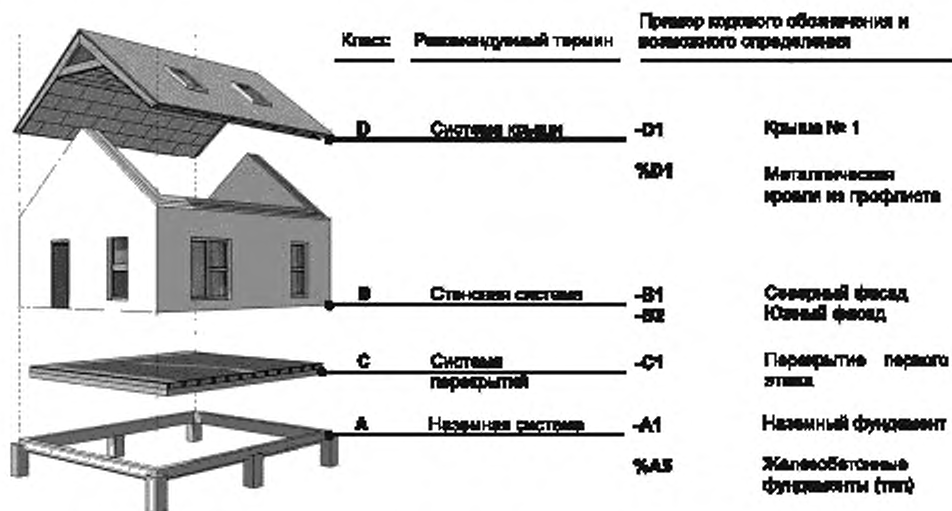 Пример кодового обозначения и
Класс Рекомендуемый термин возможного определения
D Система крыши -D1 Крыша № 1
%D1 Металлическая
кровля из профлиста
B Стеновая система -B1 Северный фасад
-B2 Южный фасад
C Система -C1 Перекрытие первого
перекрытий этажа
A Наземная система -A1 Наземный фундамент
%A3 Железобетонные
фундаменты (тип)